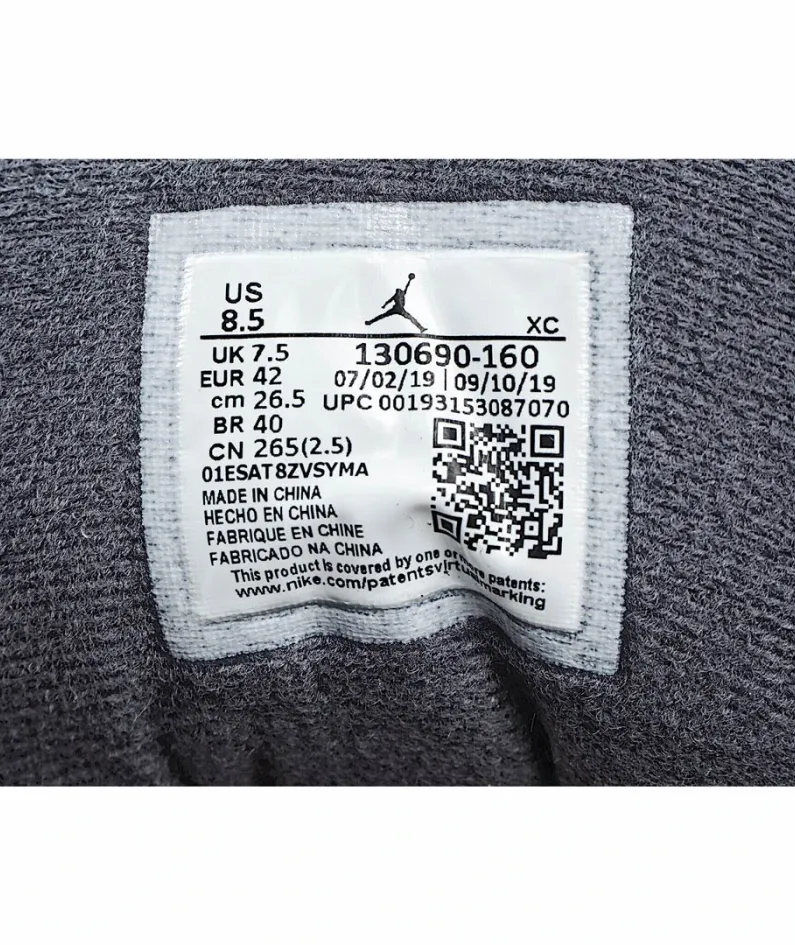 US
8.5
XC
UK 7.5
130690-160
EUR 42
07/02/19 | 09/10/19
cm 26.5
UPC 00193153087070
BR 40
CN 265(2.5)
01ESAT8ZVSYMA
MADE IN CHINA
HECHO EN CHINA
FABRIQUE EN CHINE
FABRICADO NA CHINA
This product is covered by one or more patents:
www.nike.com/patentsvirtualmarking